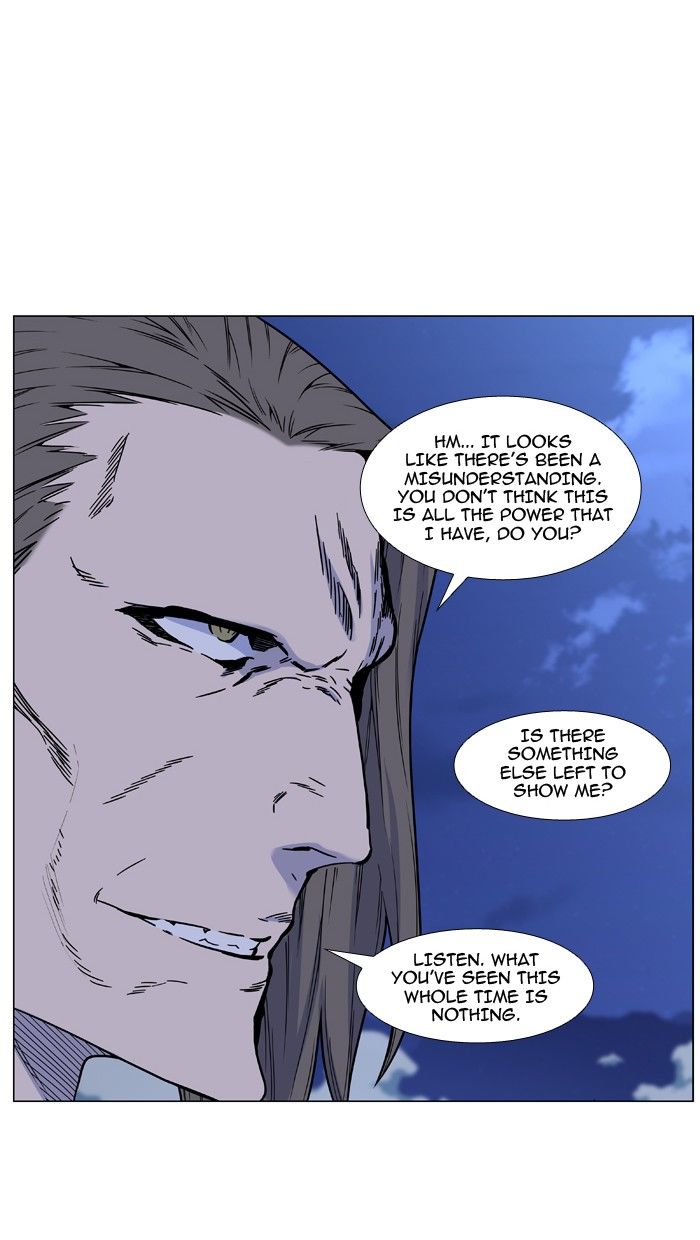 HM... IT LOOKS
LIKE THERE'S BEEN A
MISUNDERSTANDING.
YOU DON'T THINK THIS
IS ALL THE POWER THAT
I HAVE, DO YOU?
IS THERE
SOMETHING
ELSE LEFT TO
SHOW ME?
LISTEN. WHAT
YOU'VE SEEN THIS
WHOLE TIME IS
NOTHING.